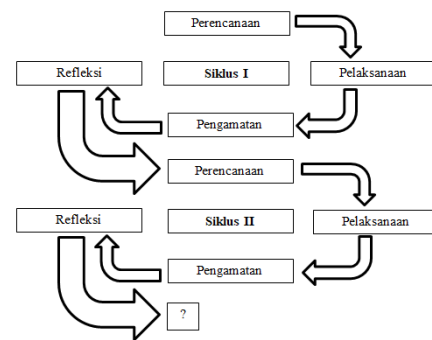 Perencanaan
Refleksi
Siklus I
Pelaksanaan
Pengamatan
Perencanaan
Refleksi
Siklus II
Pelaksanaan
Pengamatan
?